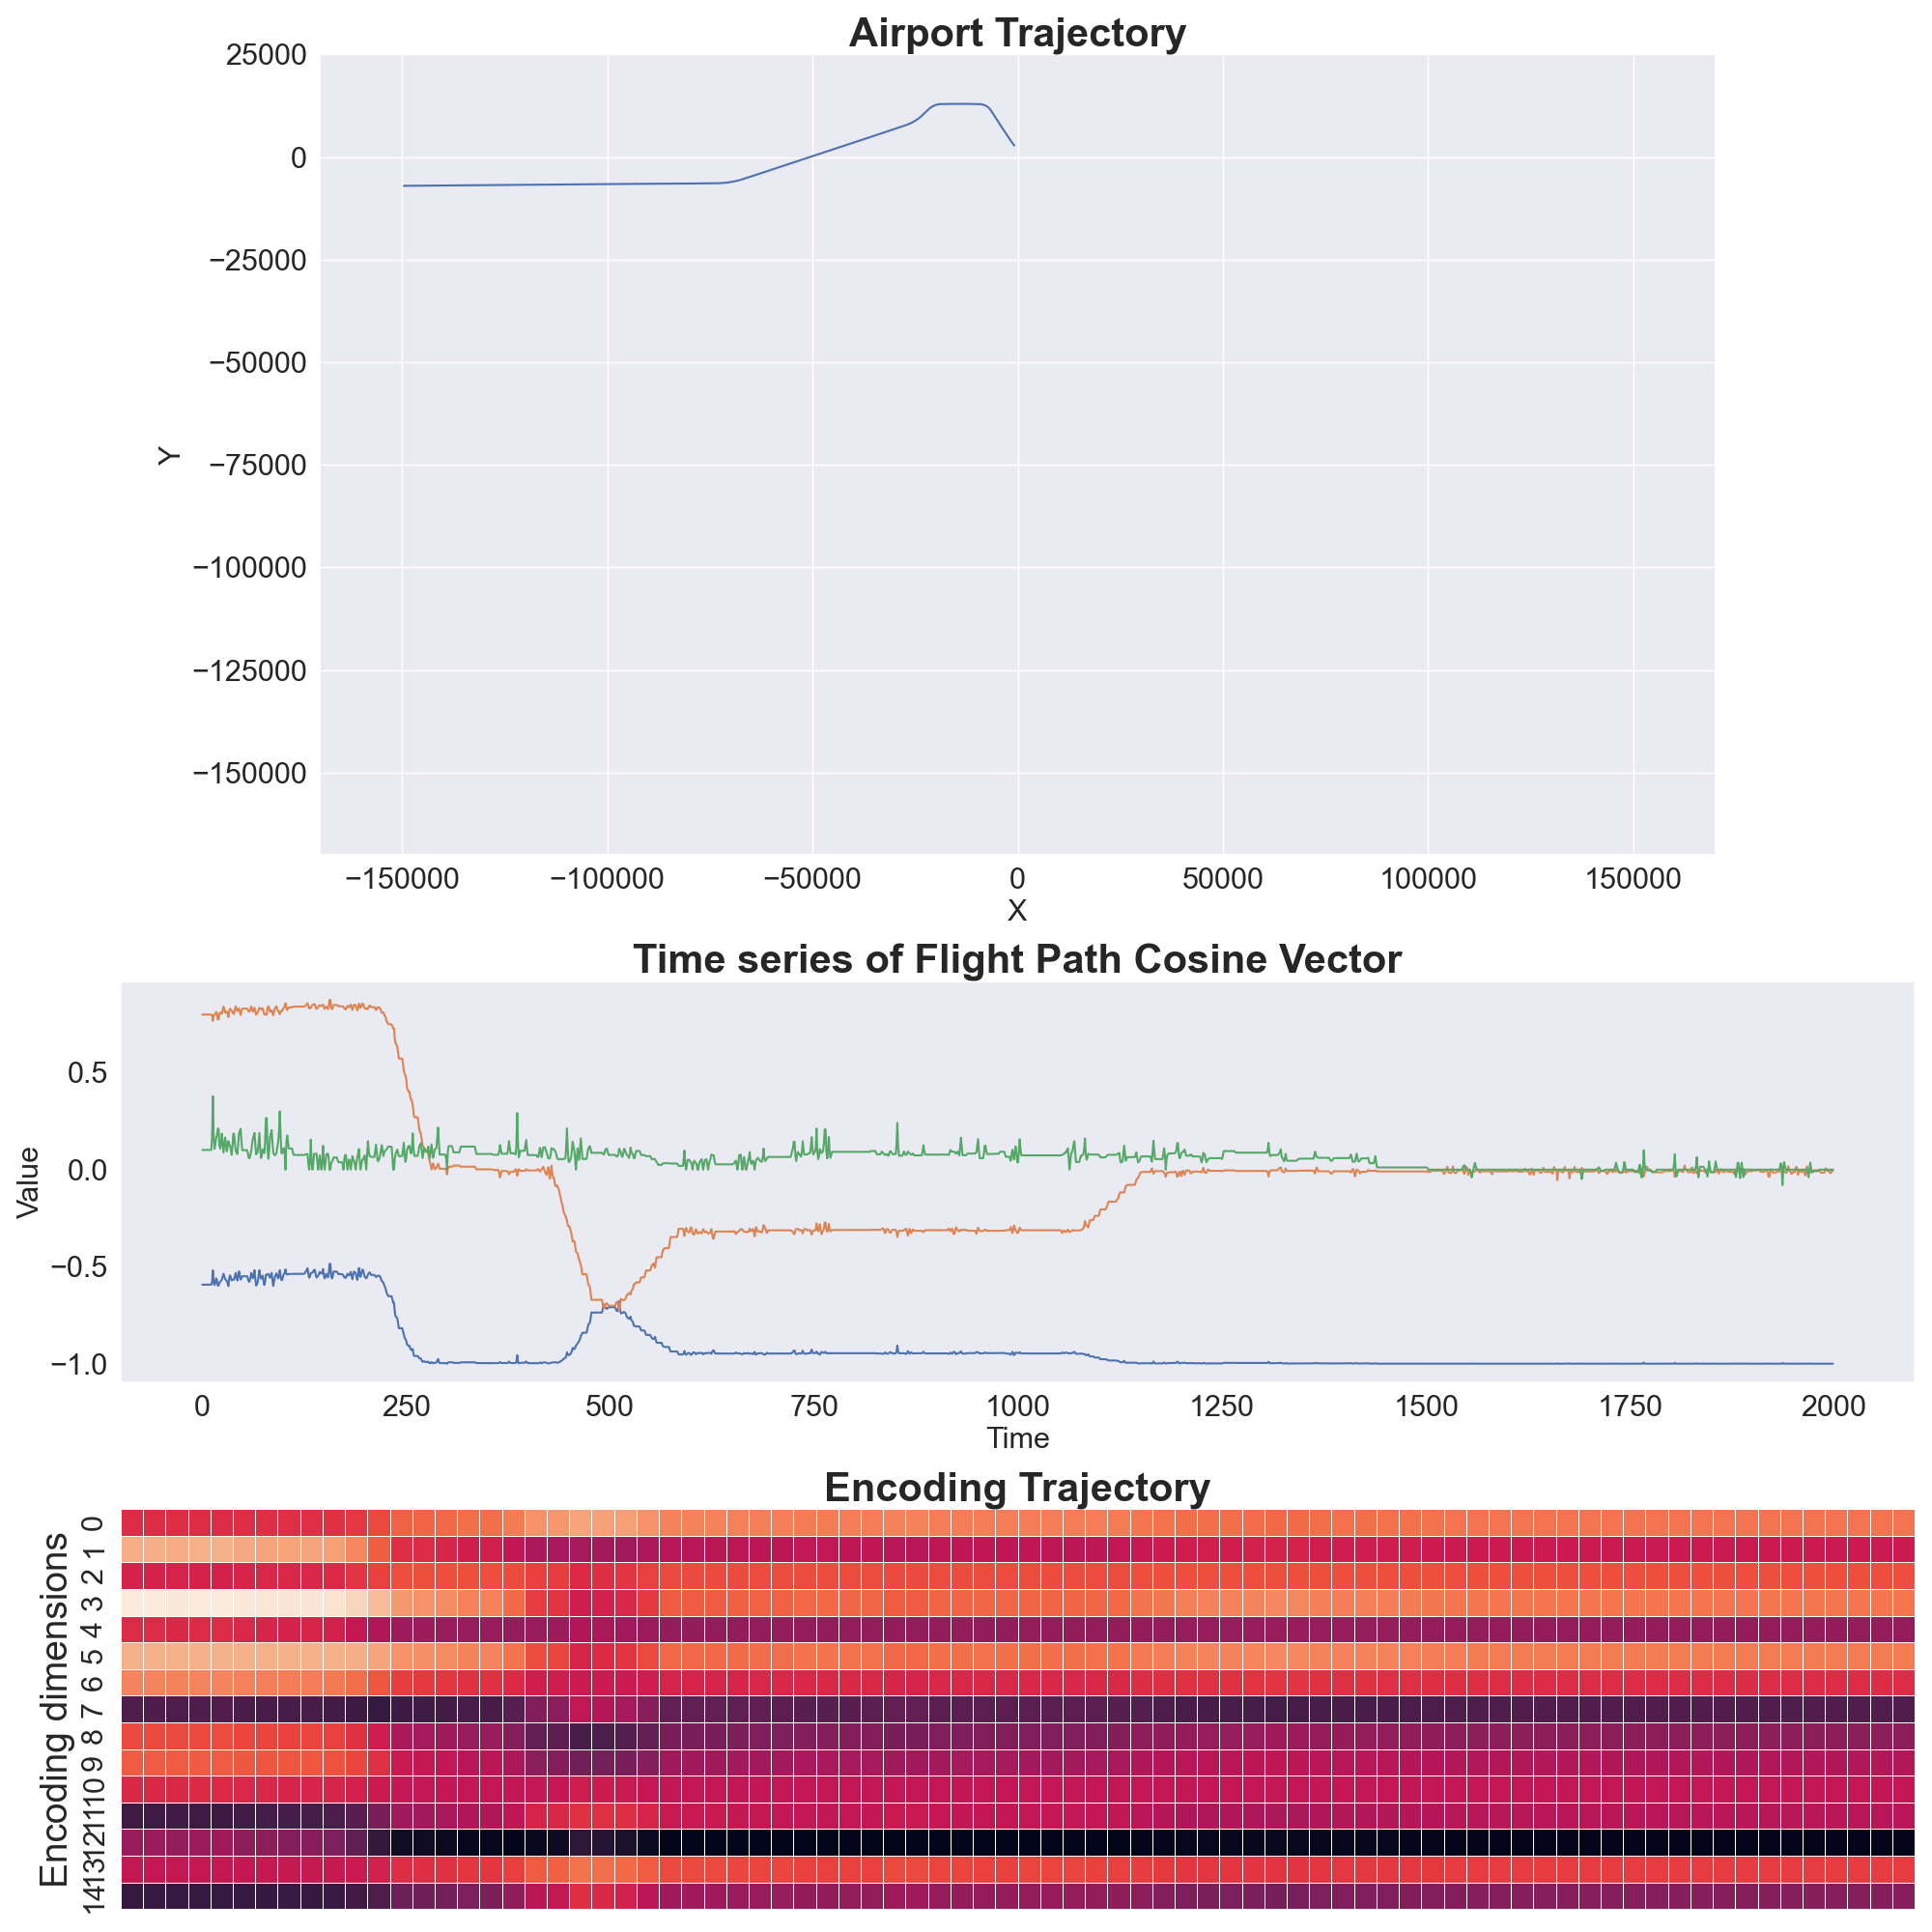 Airport Trajectory
25000
0
−25000
−50000
−75000
−100000
−125000
−150000
Y
−150000 −100000 −50000 0 50000 100000 150000
X
Time series of Flight Path Cosine Vector
0.5
0.0
−0.5
−1.0
Value
0 250 500 750 1000 1250 1500 1750 2000
Time
Encoding Trajectory
Encoding dimensions
0
1
2
3
4
5
6
7
8
9
10
11
12
13
14